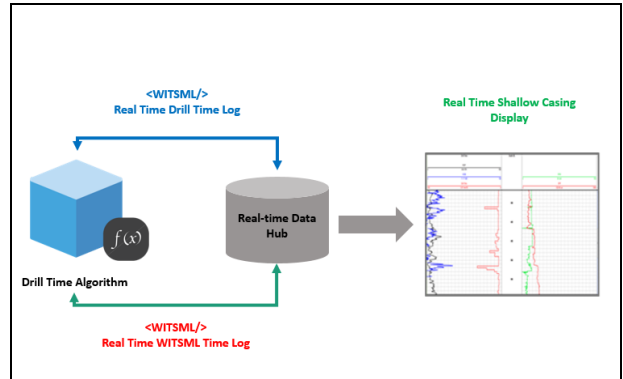 <WITSML/>
Real Time Drill Time Log
Real Time Shallow Casing
Display
Real-time Data
Hub
f(x)
Drill Time Algorithm
<WITSML/>
Real Time WITSML Time Log